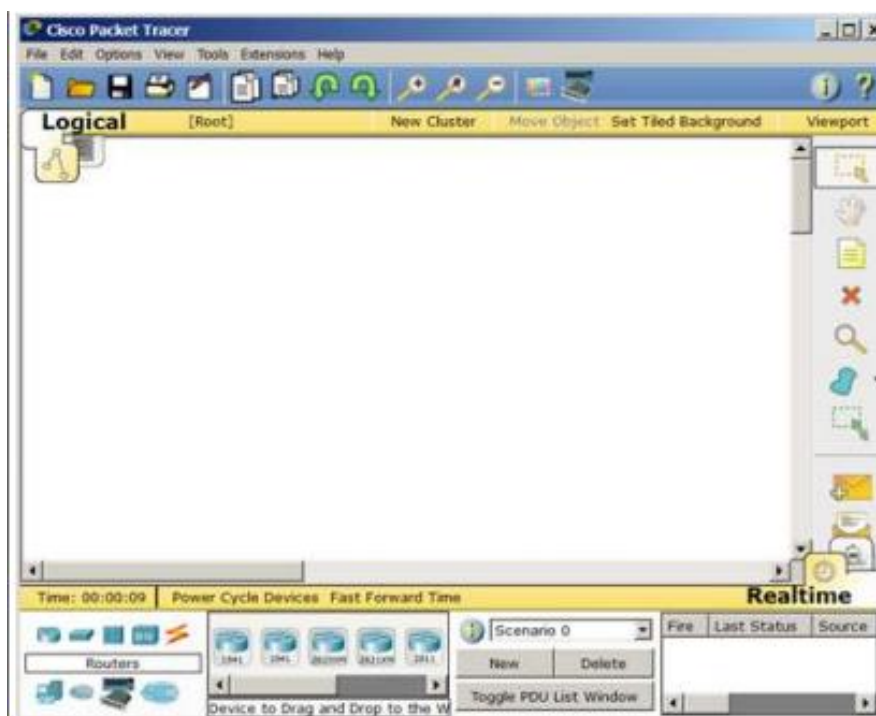 Cisco Packet Tracer
File Edit Options View Tools Extensions Help
Logical [Root] New Cluster Move Object Set Tiled Background Viewport
Time: 00:00:09 Power Cycle Devices Fast Forward Time Realtime
Scenario 0
Fire Last Status Source
Routers
1941
New Delete
Toggle PDU List Window
Device to Drag and Drop to the W